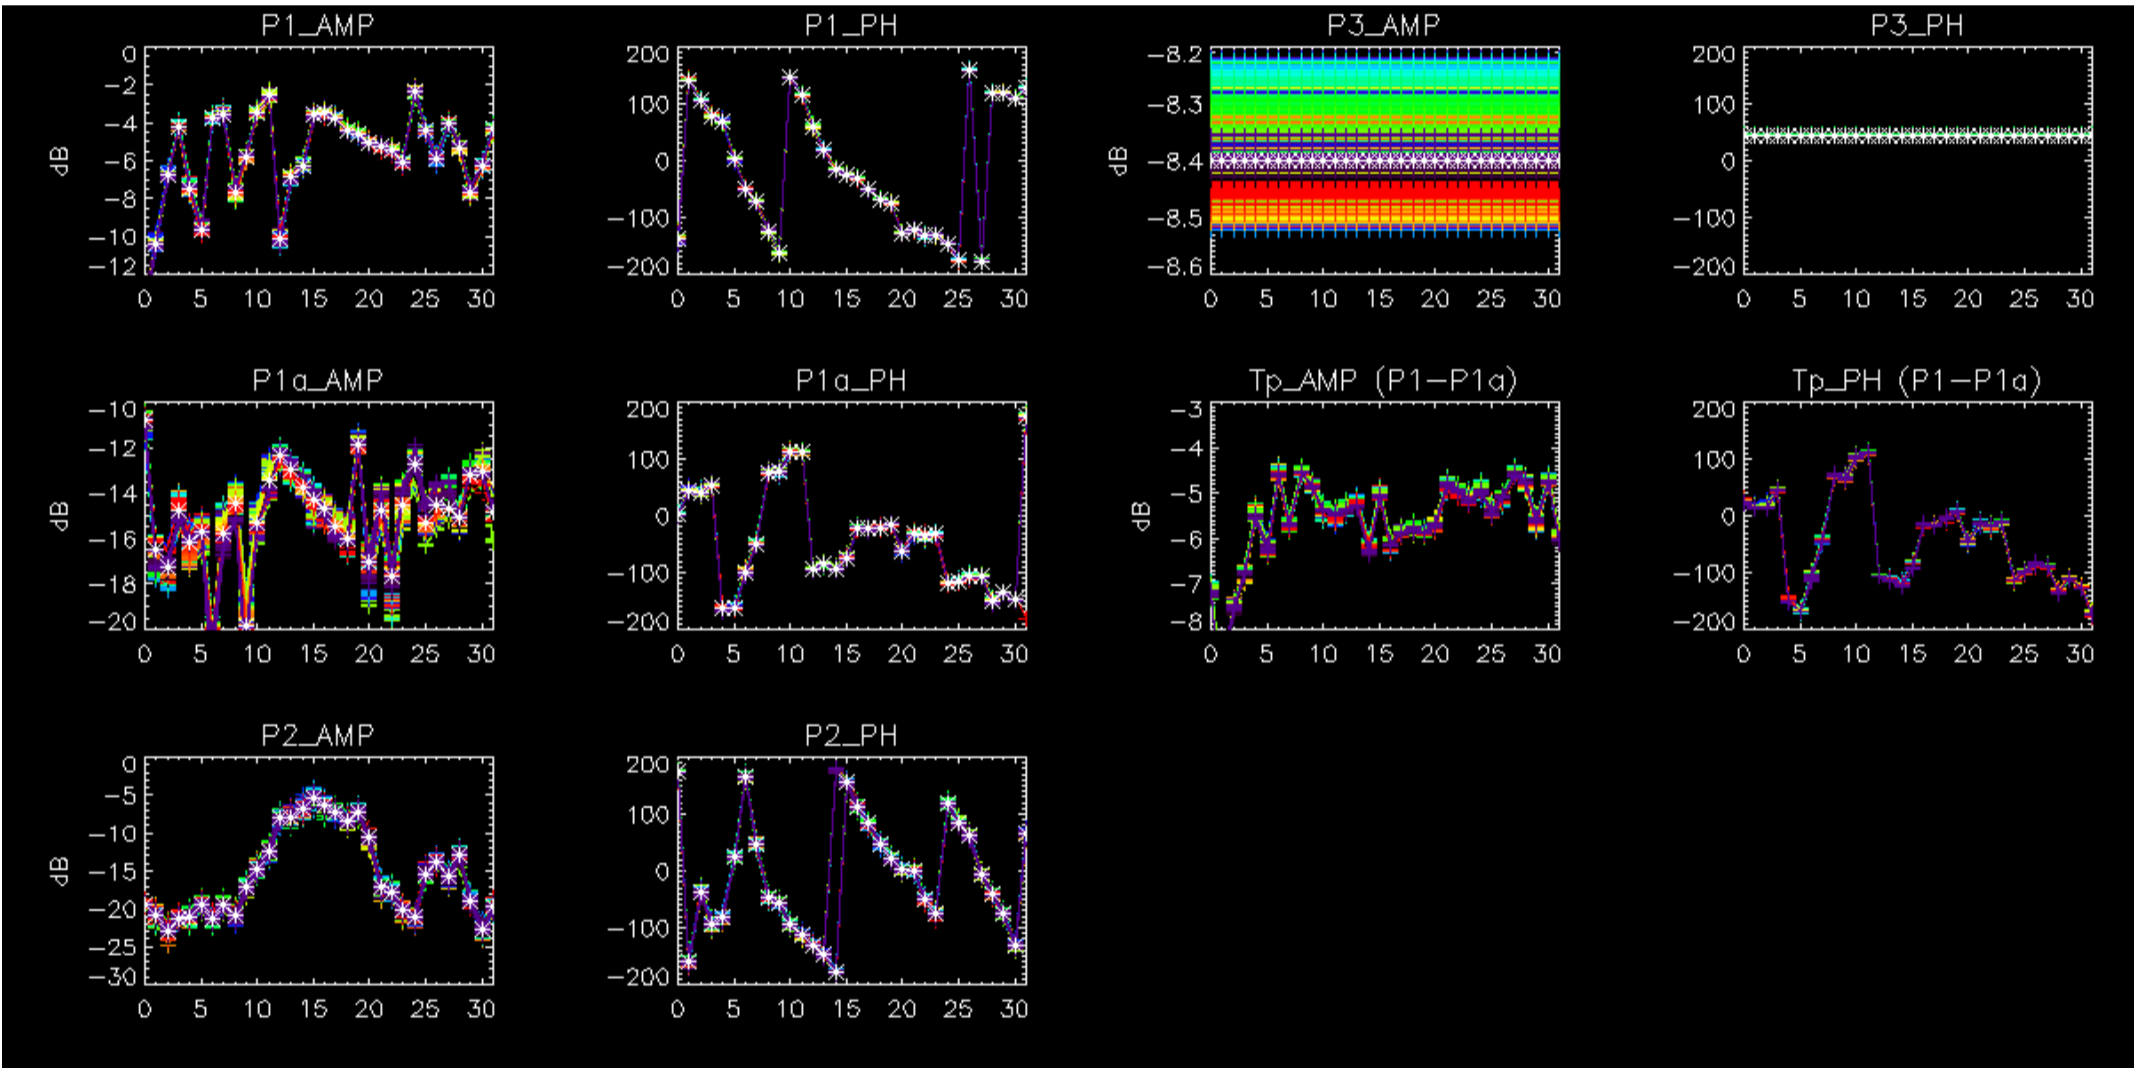 P1_AMP
0
−2
−4
−6
−8
−10
−12
dB
0 5 10 15 20 25 30
P1_PH
200
100
0
−100
−200
0 5 10 15 20 25 30
P3_AMP
−8.2
−8.3
−8.4
−8.5
−8.6
dB
0 5 10 15 20 25 30
P3_PH
200
100
0
−100
−200
0 5 10 15 20 25 30
P1a_AMP
−10
−12
−14
−16
−18
−20
dB
0 5 10 15 20 25 30
P1a_PH
200
100
0
−100
−200
0 5 10 15 20 25 30
Tp_AMP (P1−P1a)
−3
−4
−5
−6
−7
−8
dB
0 5 10 15 20 25 30
Tp_PH (P1−P1a)
200
100
0
−100
−200
0 5 10 15 20 25 30
P2_AMP
0
−5
−10
−15
−20
−25
−30
dB
0 5 10 15 20 25 30
P2_PH
200
100
0
−100
−200
0 5 10 15 20 25 30